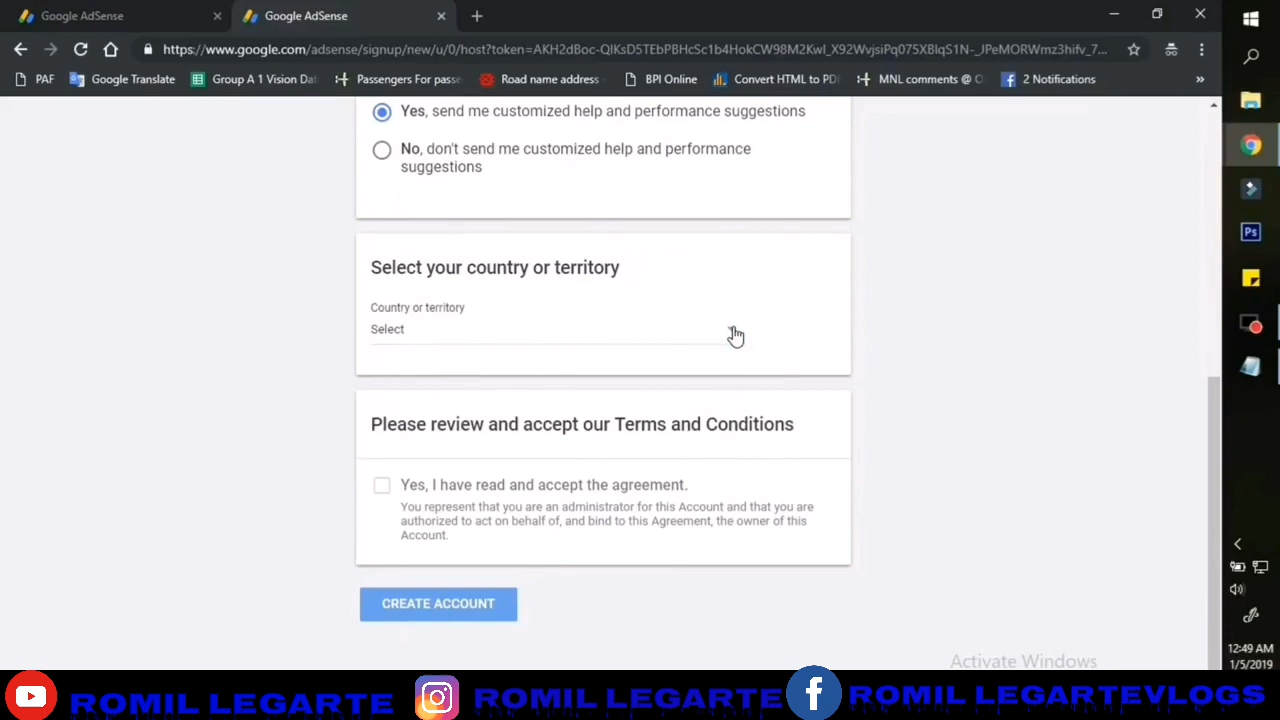 Google AdSense
Google AdSense
https://www.google.com/adsense/signup/new/u/0/host?token=AKH2dBoc-QIKsD5TEbPBHcSc1b4HokCW98M2KwI_X92WvjsiPq075XBlqS1N-_JPeMORWmz3hifv_7...
PAF
Google Translate
Group A 1 Vision Da
Passengers For passe
Road name address
BPI Online
Convert HTML to PD
MNL comments @ C
2 Notifications
»
Yes, send me customized help and performance suggestions
No, don't send me customized help and performance
suggestions
Select your country or territory
Country or territory
Select
Please review and accept our Terms and Conditions
Yes, I have read and accept the agreement.
You represent that you are an administrator for this Account and that you are
authorized to act on behalf of, and bind to this Agreement, the owner of this
Account.
CREATE ACCOUNT
Activate Windows
Ps
12:49 AM
1/5/2019
ROMIL LEGARTE
ROMIL LEGARTE
ROMIL LEGARTEVLOGS